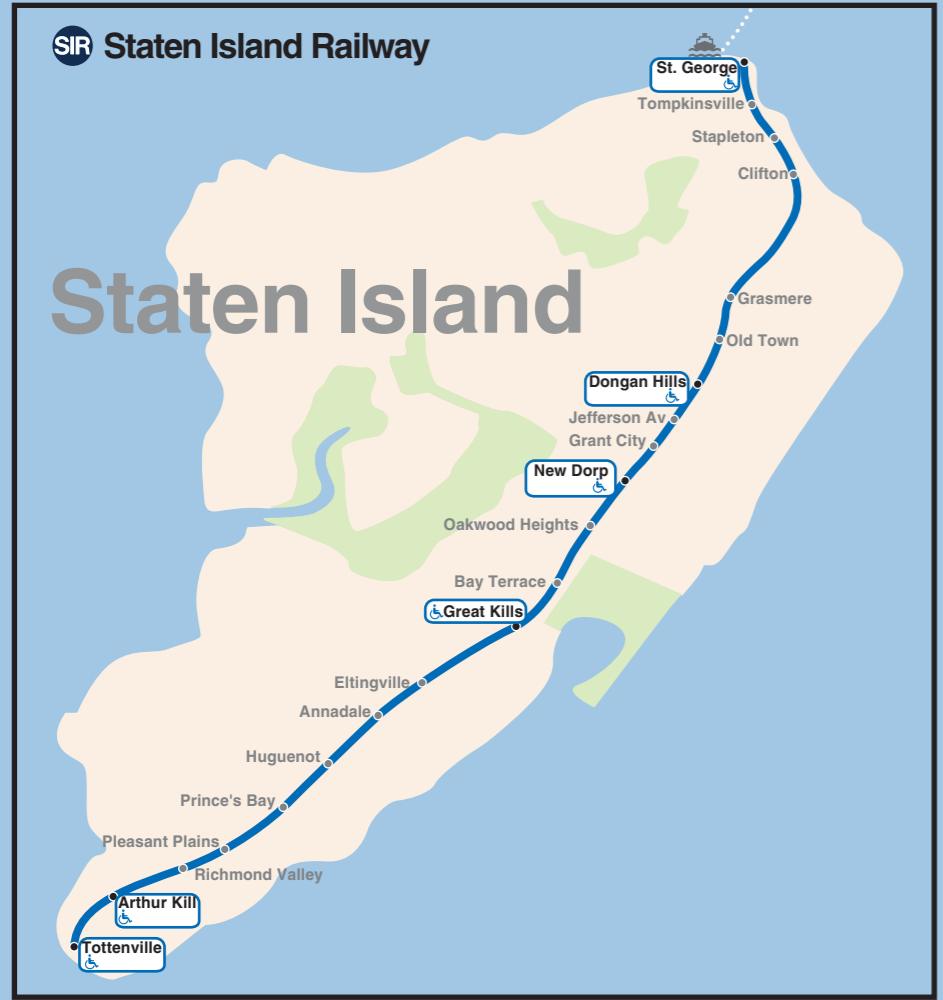 SIR Staten Island Railway
St. George
Tompkinsville
Stapleton
Clifton
Staten Island
Grasmere
Old Town
Dongan Hills
Jefferson Av
Grant City
New Dorp
Oakwood Heights
Bay Terrace
Great Kills
Eltingville
Annadale
Huguenot
Prince's Bay
Pleasant Plains
Richmond Valley
Arthur Kill
Tottenville